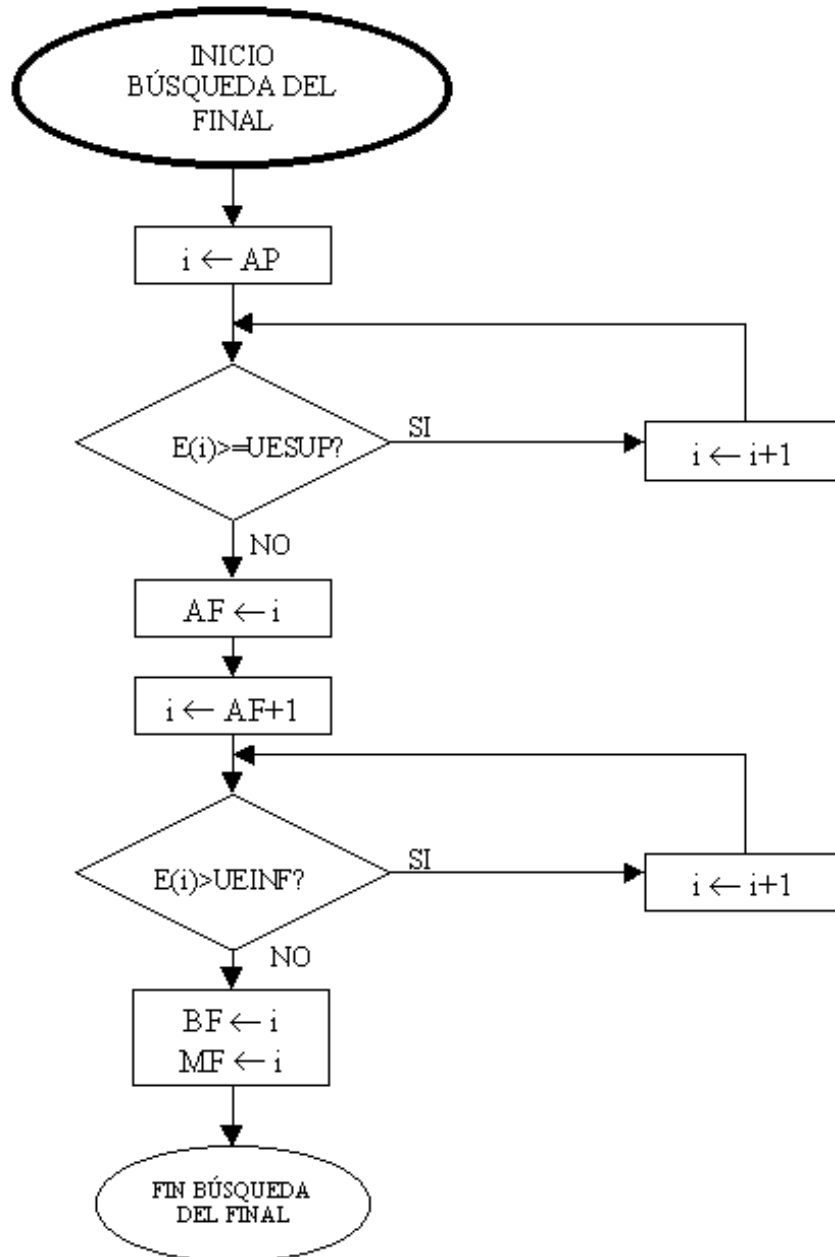 INICIO
BÚSQUEDA DEL
FINAL
i ← AP
E(i)>=UESUP?
SI
i ← i+1
NO
AF ← i
i ← AF+1
E(i)>UEINF?
SI
i ← i+1
NO
BF ← i
MF ← i
FIN BÚSQUEDA
DEL FINAL